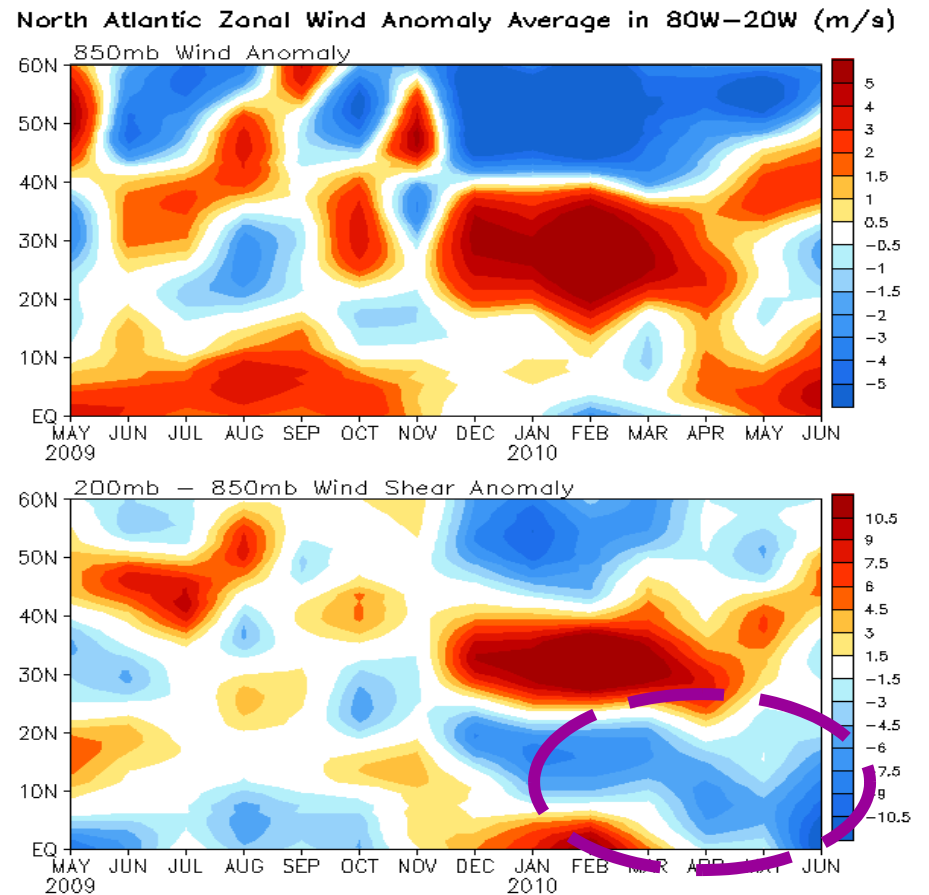 North Atlantic Zonal Wind Anomaly Average in 80W−20W (m/s)
850mb Wind Anomaly
60N
50N
40N
30N
20N
10N
EQ
5
4
3
2
1.5
1
0.5
−0.5
−1
−1.5
−2
−3
−4
−5
MAY JUN JUL AUG SEP OCT NOV DEC JAN FEB MAR APR MAY JUN
2009 2010
200mb − 850mb Wind Shear Anomaly
60N
50N
40N
30N
20N
10N
EQ
10.5
9
7.5
6
4.5
3
1.5
−1.5
−3
−4.5
−6
7.5
9
−10.5
MAY JUN JUL AUG SEP OCT NOV DEC JAN FEB MAR APR MAY JUN
2009 2010